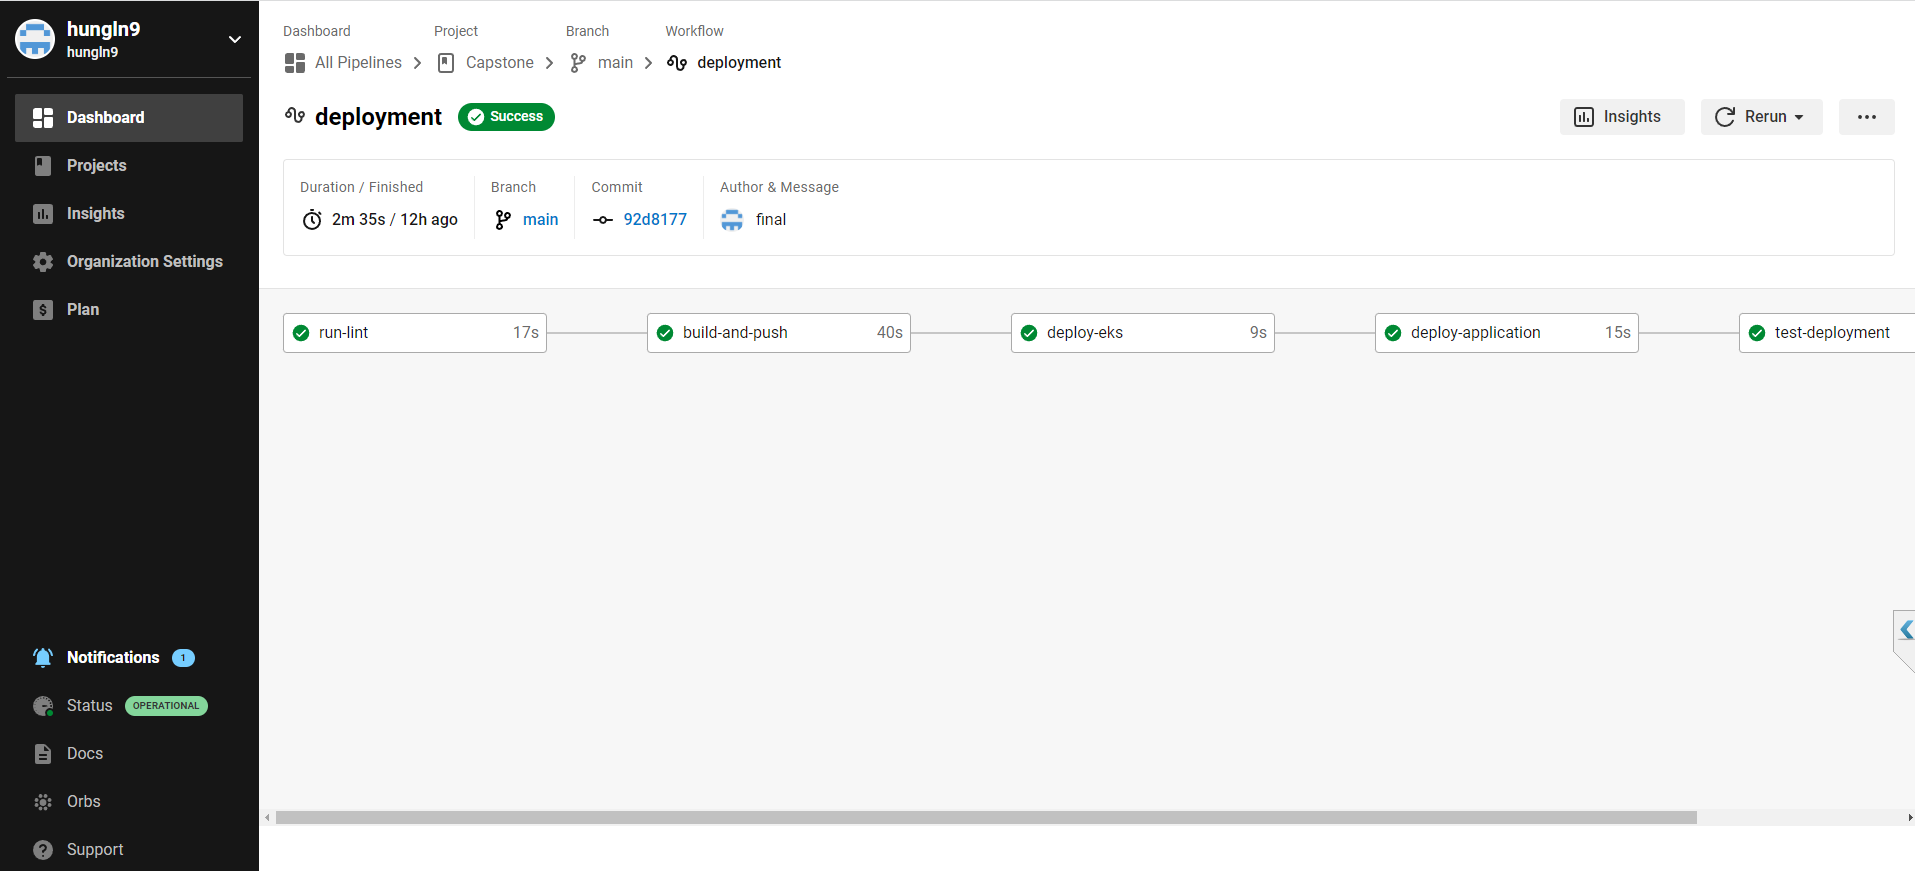 hungln9
hungln9
Dashboard
Projects
Insights
Organization Settings
Plan
Notifications 1
Status OPERATIONAL
Docs
Orbs
Support
Dashboard Project Branch Workflow
All Pipelines Capstone main deployment
deployment Success
Insights Rerun
Duration / Finished Branch Commit Author & Message
2m 35s / 12h ago main 92d8177 final
run-lint 17s build-and-push 40s deploy-eks 9s deploy-application 15s test-deployment